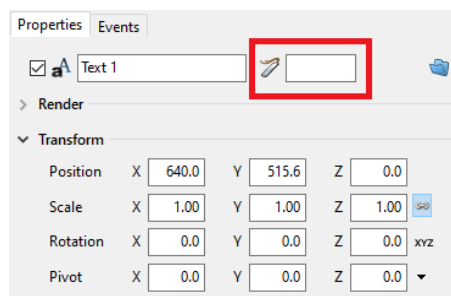 Properties Events
aA Text 1
Render
Transform
Position X 640.0 Y 515.6 Z 0.0
Scale X 1.00 Y 1.00 Z 1.00
Rotation X 0.0 Y 0.0 Z 0.0 xyz
Pivot X 0.0 Y 0.0 Z 0.0